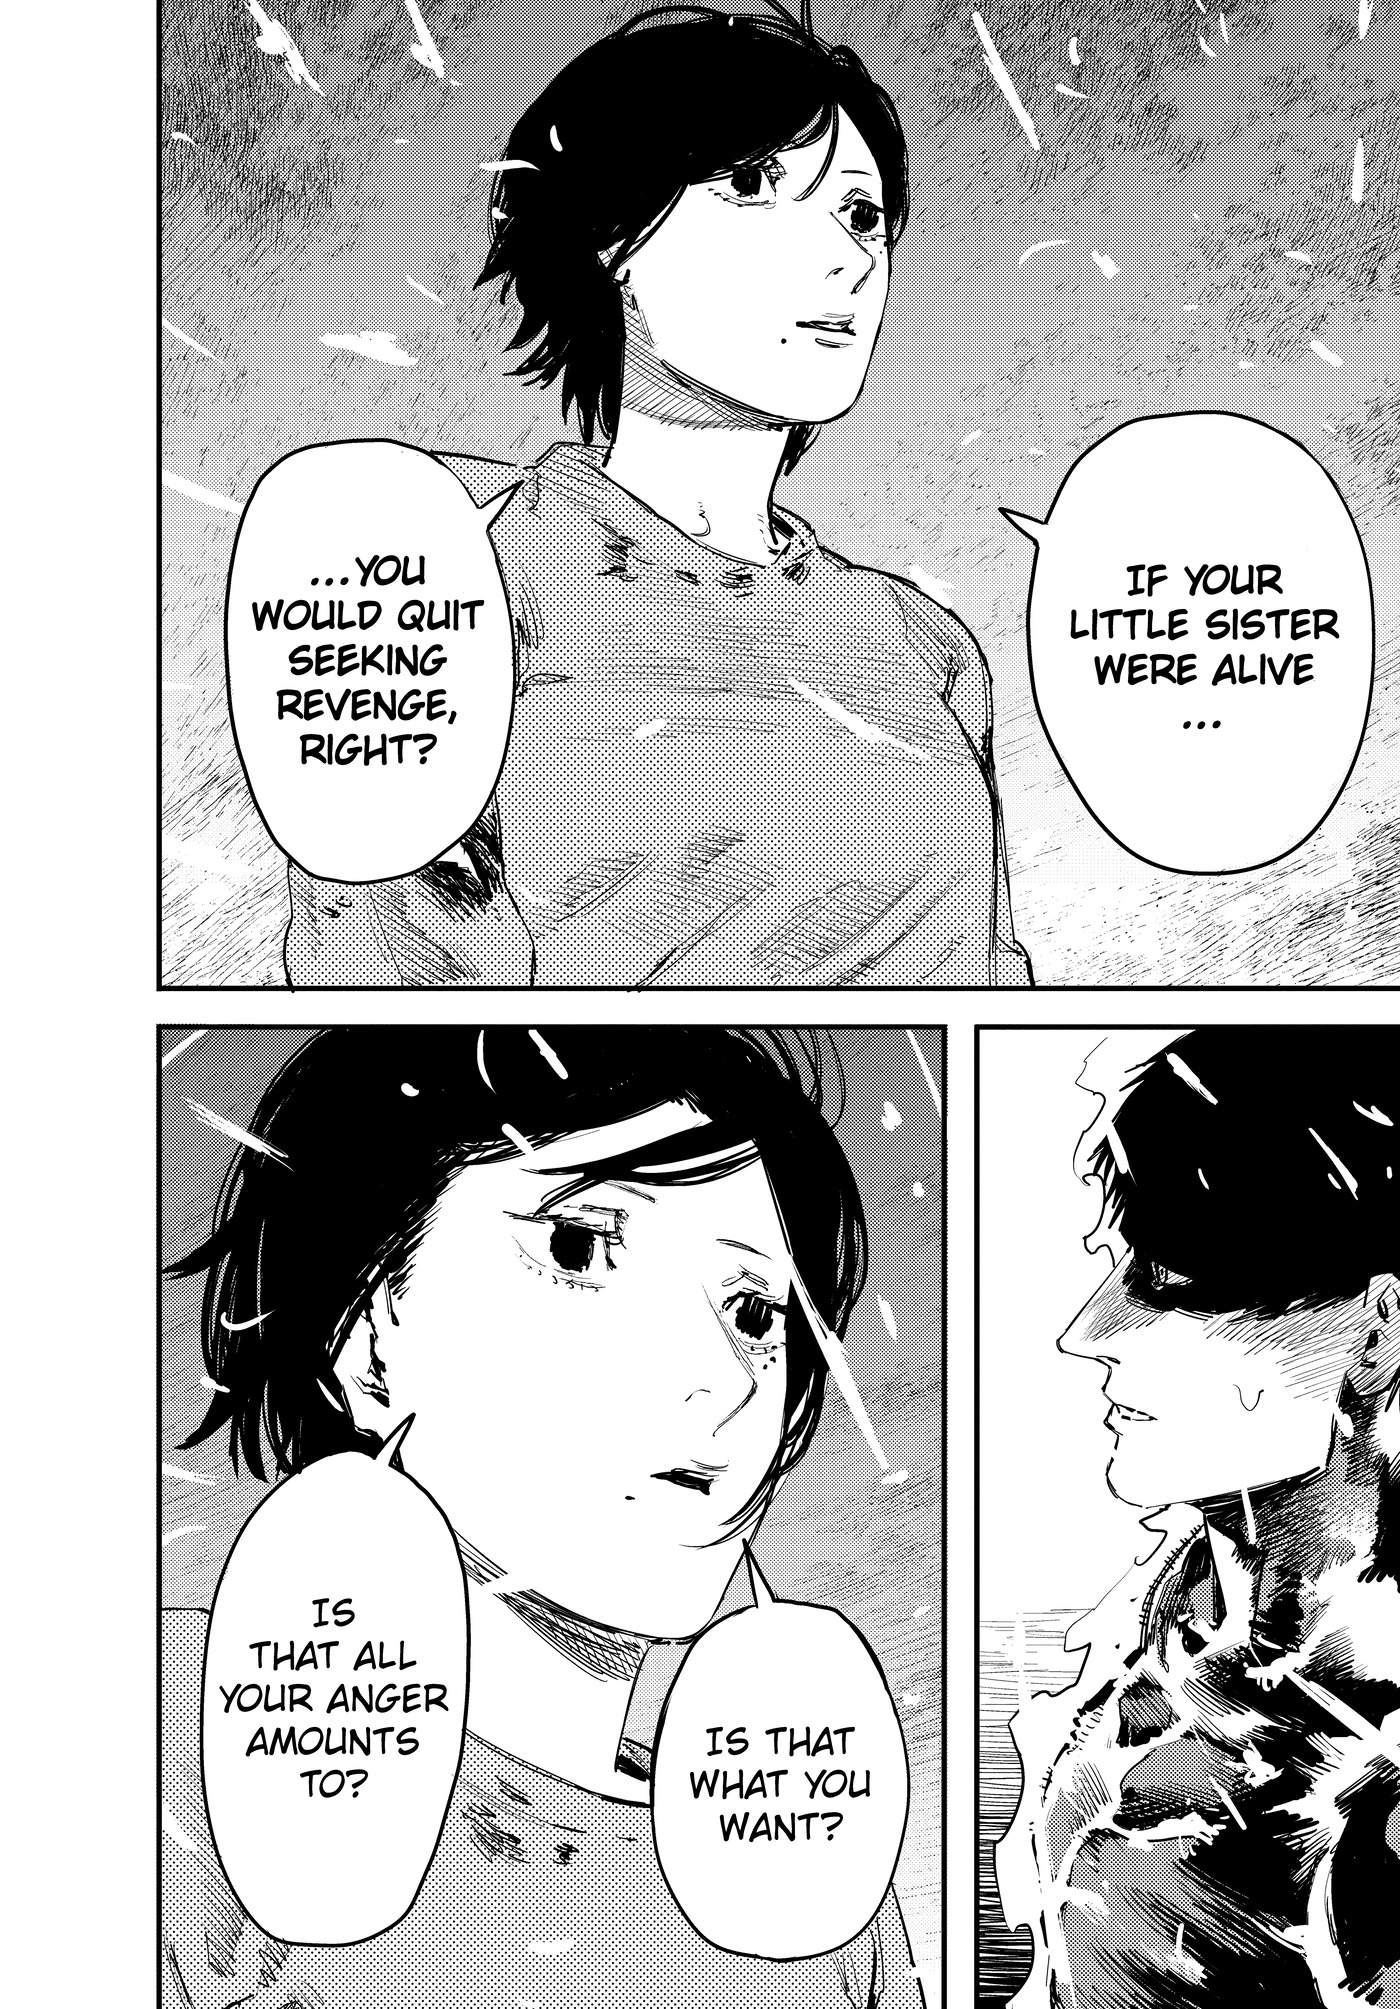 IF YOUR
LITTLE SISTER
WERE ALIVE
...
...YOU
WOULD QUIT
SEEKING
REVENGE,
RIGHT?
IS THAT
WHAT YOU
WANT?
IS
THAT ALL
YOUR ANGER
AMOUNTS
TO?